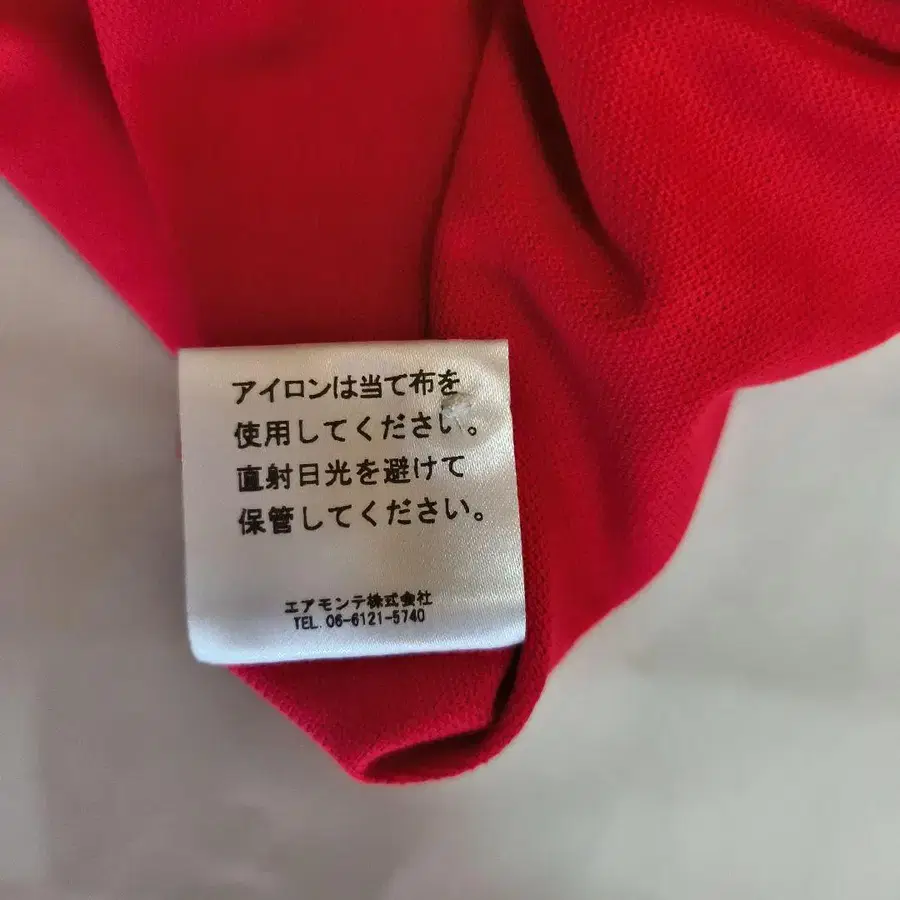 アイロンは当て布を
使用してください。
直射日光を避けて
保管してください。
エアモンテ株式会社
TEL. 06-6121-5740